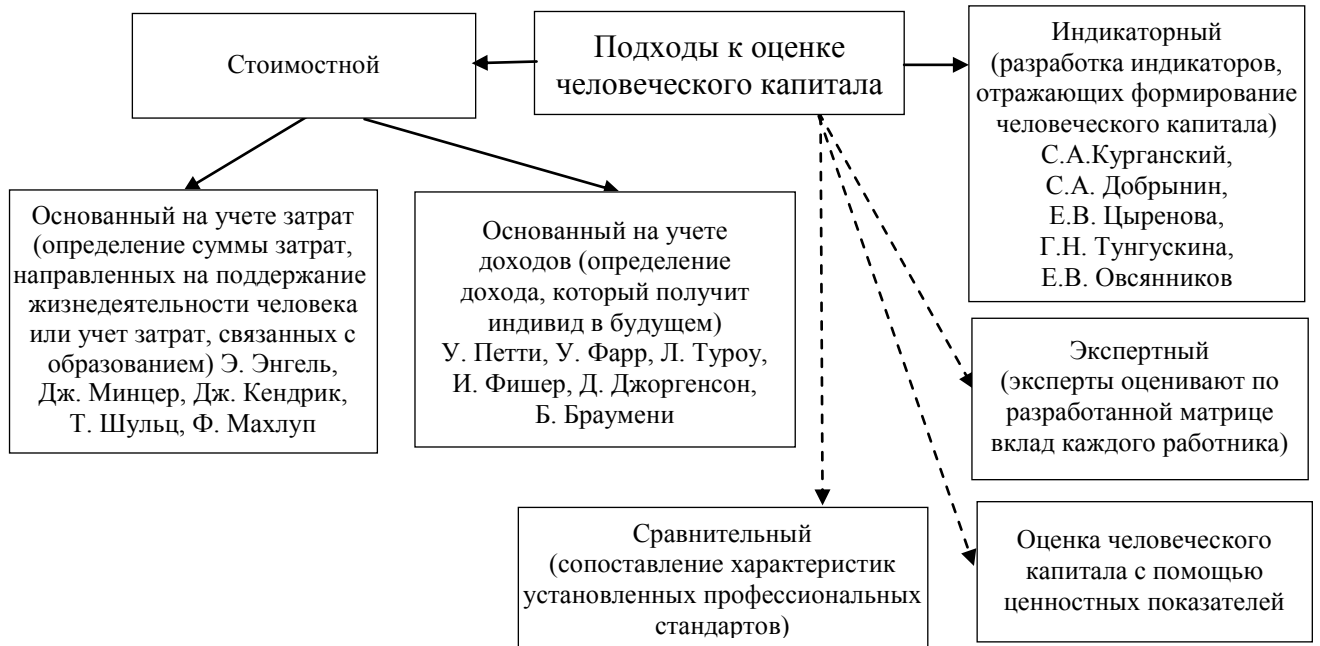 Подходы к оценке
человеческого капитала
Стоимостной
Индикаторный
(разработка индикаторов,
отражающих формирование
человеческого капитала)
С.А.Курганский,
С.А. Добрынин,
Е.В. Цыренова,
Г.Н. Тунгускина,
Е.В. Овсянников
Основанный на учете затрат
(определение суммы затрат,
направленных на поддержание
жизнедеятельности человека
или учет затрат, связанных с
образованием) Э. Энгель,
Дж. Минцер, Дж. Кендрик,
Т. Шульц, Ф. Махлуп
Основанный на учете
доходов (определение
дохода, который получит
индивид в будущем)
У. Петти, У. Фарр, Л. Туроу,
И. Фишер, Д. Джоргенсон,
Б. Браумени
Экспертный
(эксперты оценивают по
разработанной матрице
вклад каждого работника)
Сравнительный
(сопоставление характеристик
установленных профессиональных
стандартов)
Оценка человеческого
капитала с помощью
ценностных показателей